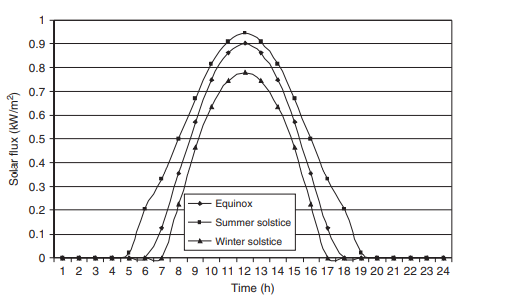 1
0.9
0.8
0.7
0.6
0.5
0.4
0.3
0.2
0.1
0
Solar flux (kW/m²)
Equinox
Summer solstice
Winter solstice
1 2 3 4 5 6 7 8 9 10 11 12 13 14 15 16 17 18 19 20 21 22 23 24
Time (h)